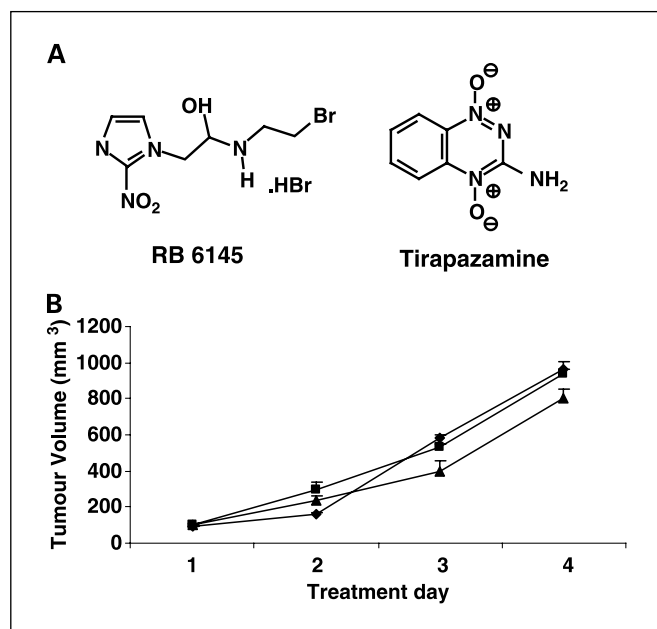 A
OH
Br
N
N
N
H
NO2
.HBr
RB 6145
O⊖
N⊕
N
N⊕
NH2
O⊖
Tirapazamine
B
Tumour Volume (mm 3)
1200
1000
800
600
400
200
0
1 2 3 4
Treatment day